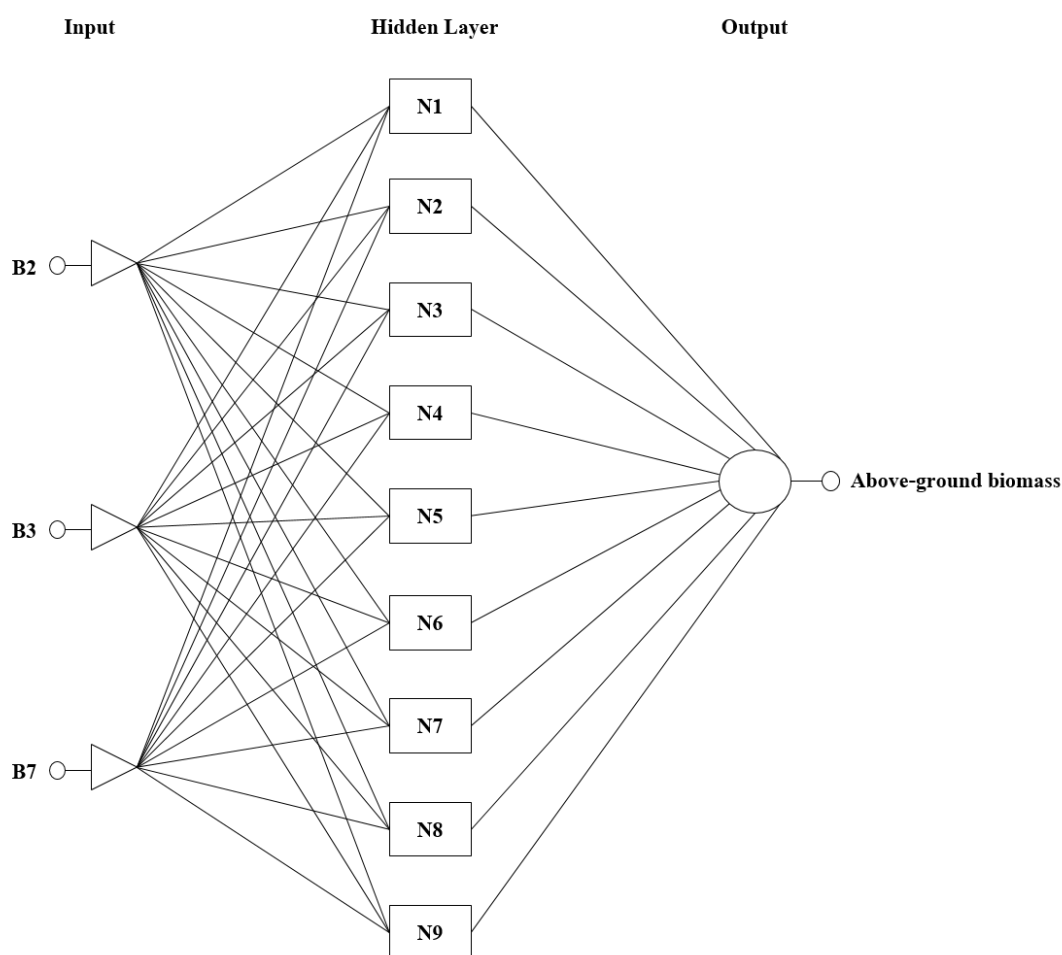 Input Hidden Layer Output
N1
N2
B2
N3
N4
Above-ground biomass
N5
B3
N6
N7
B7
N8
N9